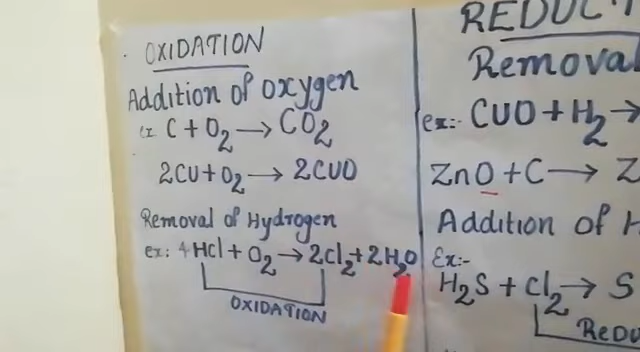 OXIDATION
Addition of oxygen
ex C + O2 → CO2
2CU + O2 → 2CUO
Removal of Hydrogen
ex: 4Hcl + O2 → 2Cl2 + 2H2O
OXIDATION
REDUCT
Removal
ex:- CUO + H2 →
ZnO + C → Z
Addition of H
Ex:-
H2S + Cl2 → S
REDU